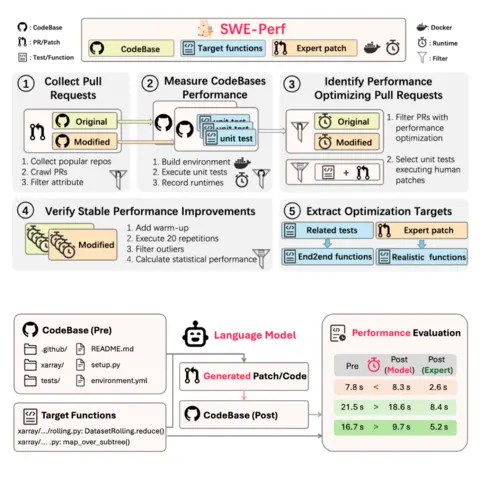 SWE-Perf
: CodeBase
: PR/Patch
: Test/Function
CodeBase
Target functions
Expert patch
: Docker
: Runtime
: Filter
1 Collect Pull Requests
Original
Modified
1. Collect popular repos
2. Crawl PRs
3. Filter attribute
2 Measure CodeBases Performance
unit test
unit test
unit test
1. Build environment
2. Execute unit tests
3. Record runtimes
3 Identify Performance Optimizing Pull Requests
Original
Modified
+
1. Filter PRs with performance optimization
2. Select unit tests executing human patches
4 Verify Stable Performance Improvements
Modified
1. Add warm-up
2. Execute 20 repetitions
3. Filter outliers
4. Calculate statistical performance
5 Extract Optimization Targets
Related tests
Expert patch
End2end functions
Realistic functions
CodeBase (Pre)
.github/ README.md
xarray/ setup.py
tests/ environment.yml
Target Functions
xarray/.../rolling.py: DatasetRolling.reduce()
xarray/... .py: map_over_subtree()
Language Model
Generated Patch/Code
CodeBase (Post)
Performance Evaluation
Pre Post (Model) Post (Expert)
7.8 s < 8.3 s 2.6 s
21.5 s > 18.6 s 8.4 s
16.7 s > 9.7 s 5.2 s